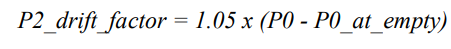 P2_drift_factor = 1.05 x (P0 - P0_at_empty)